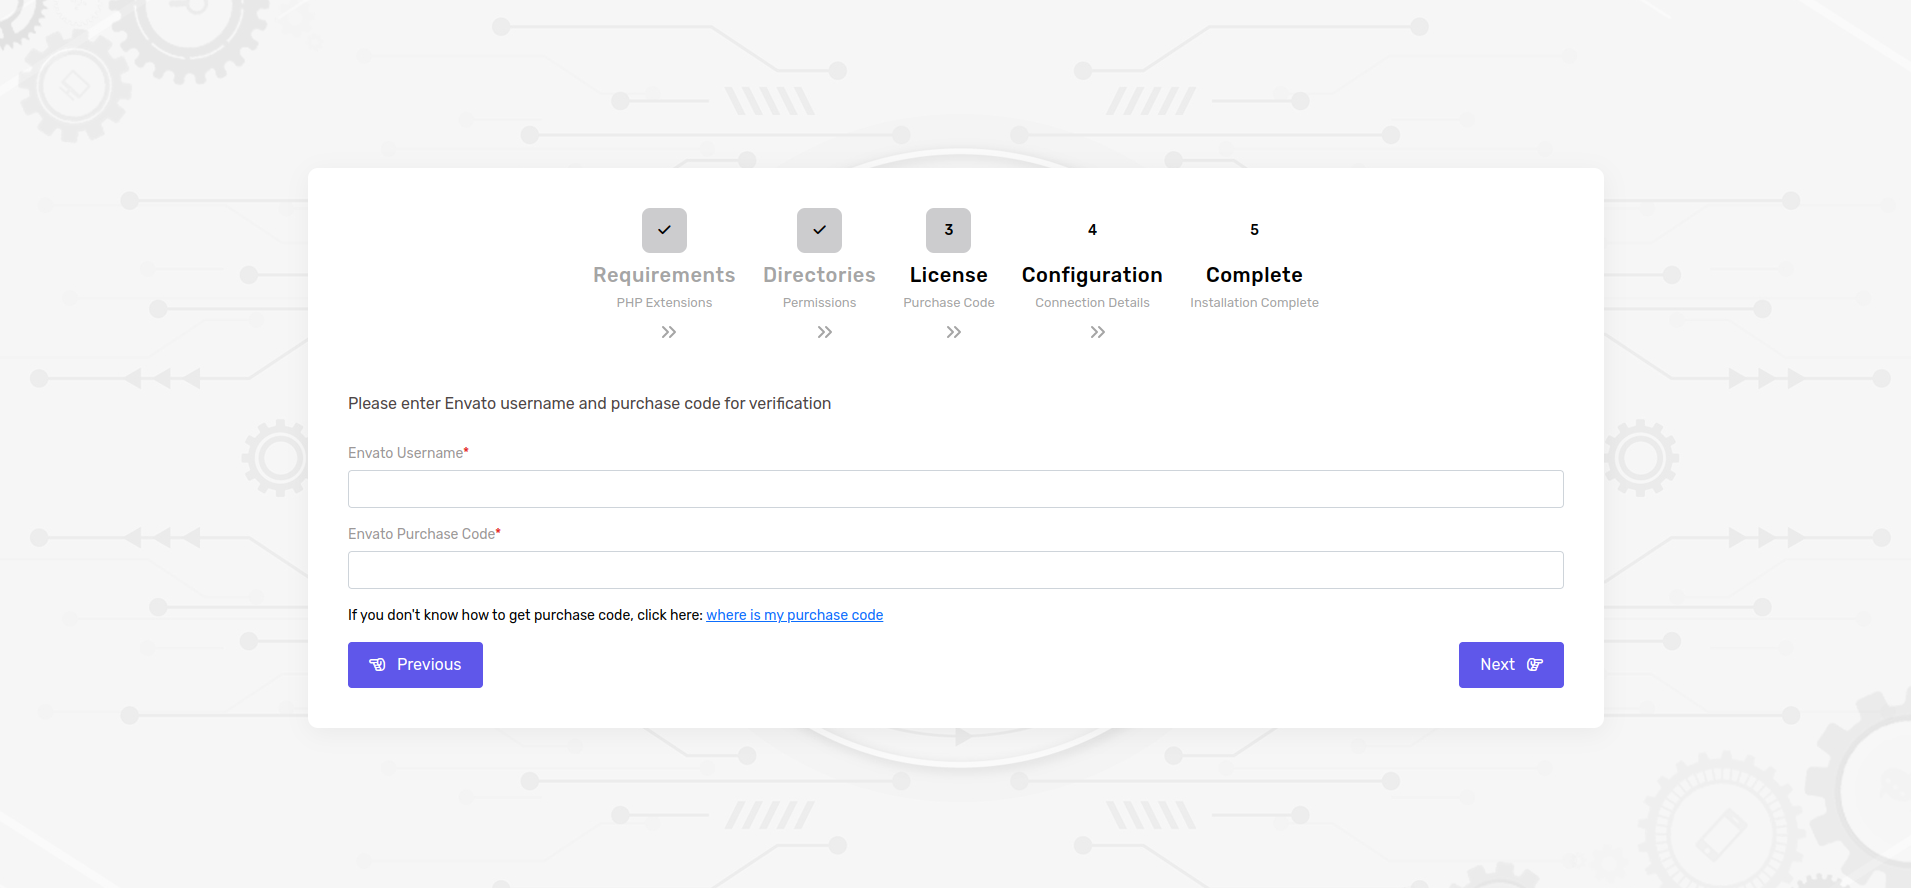 3 4 5
Requirements Directories License Configuration Complete
PHP Extensions Permissions Purchase Code Connection Details Installation Complete
Please enter Envato username and purchase code for verification
Envato Username*
Envato Purchase Code*
If you don't know how to get purchase code, click here: where is my purchase code
Previous Next